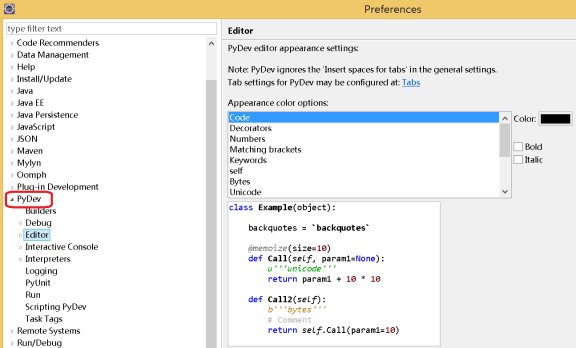 Preferences
type filter text
Code Recommenders
Data Management
Help
Install/Update
Java
Java EE
Java Persistence
JavaScript
JSON
Maven
Mylyn
Oomph
Plug-in Development
PyDev
Builders
Debug
Editor
Interactive Console
Interpreters
Logging
PyUnit
Run
Scripting PyDev
Task Tags
Remote Systems
Run/Debug
Editor
PyDev editor appearance settings:
Note: PyDev ignores the 'Insert spaces for tabs' in the general settings.
Tab settings for PyDev may be configured at: Tabs
Appearance color options:
Code
Decorators
Numbers
Matching brackets
Keywords
self
Bytes
Unicode
Color:
Bold
Italic
class Example(object):
backquotes = `backquotes`
@memoize(size=10)
def Call(self, param1=None):
u'''unicode'''
return param1 + 10 * 10
def Call2(self):
b'''bytes'''
# Comment
return self.Call(param1=10)